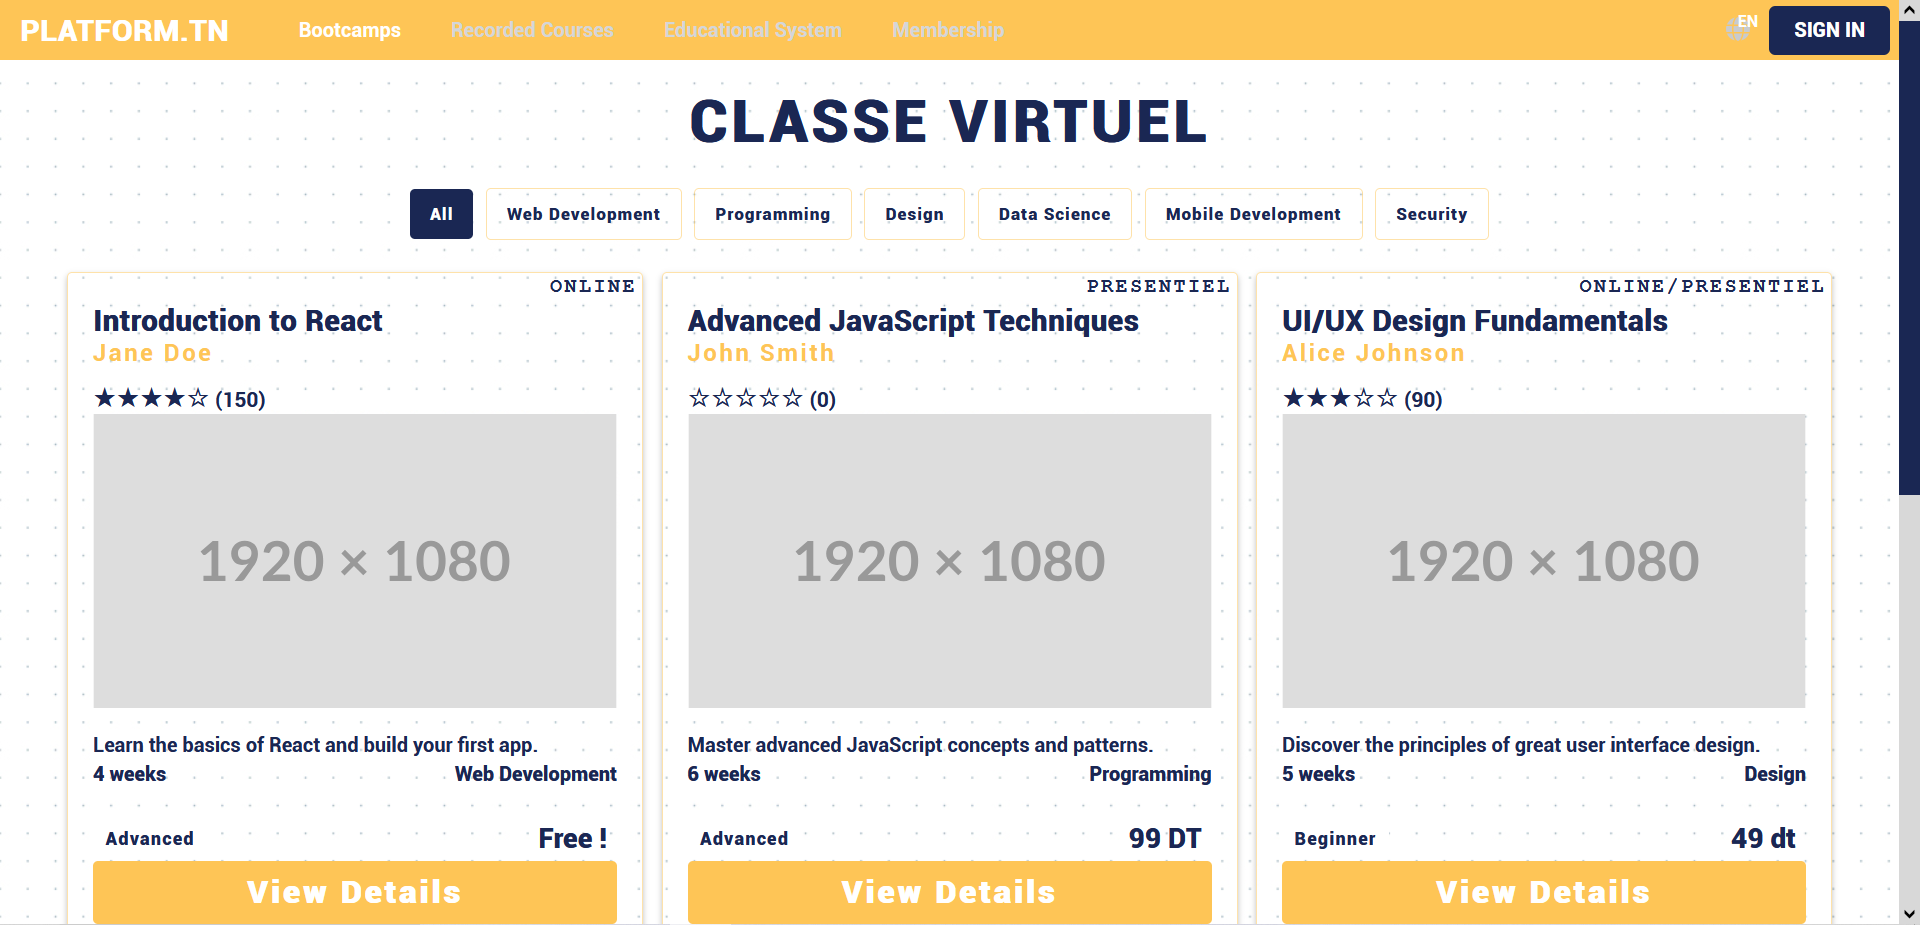 PLATFORM.TN Bootcamps Recorded Courses Educational System Membership EN SIGN IN
CLASSE VIRTUEL
All Web Development Programming Design Data Science Mobile Development Security
ONLINE
Introduction to React
Jane Doe
★★★★☆ (150)
1920 × 1080
Learn the basics of React and build your first app.
4 weeks Web Development
Advanced Free !
View Details
PRESENTIEL
Advanced JavaScript Techniques
John Smith
☆☆☆☆☆ (0)
1920 × 1080
Master advanced JavaScript concepts and patterns.
6 weeks Programming
Advanced 99 DT
View Details
ONLINE/PRESENTIEL
UI/UX Design Fundamentals
Alice Johnson
★★★☆☆ (90)
1920 × 1080
Discover the principles of great user interface design.
5 weeks Design
Beginner 49 dt
View Details